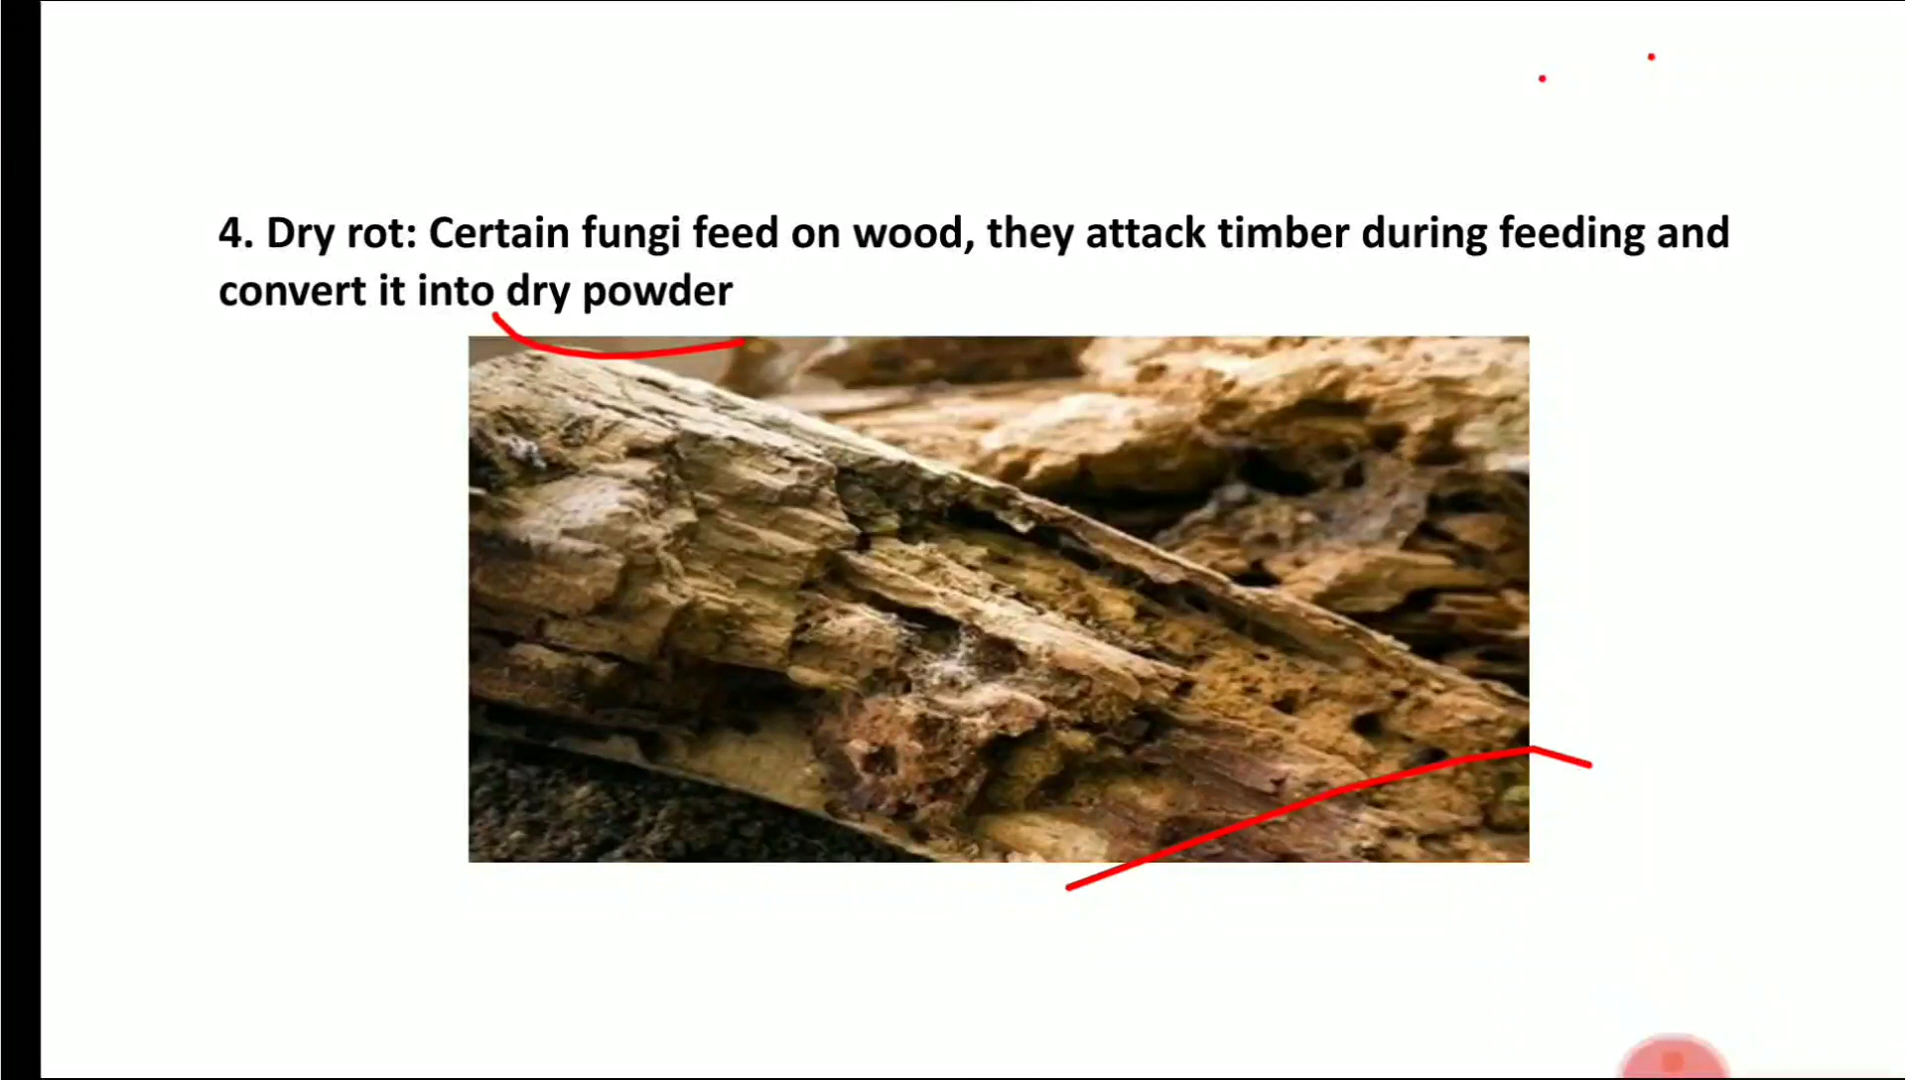 4. Dry rot: Certain fungi feed on wood, they attack timber during feeding and
convert it into dry powder